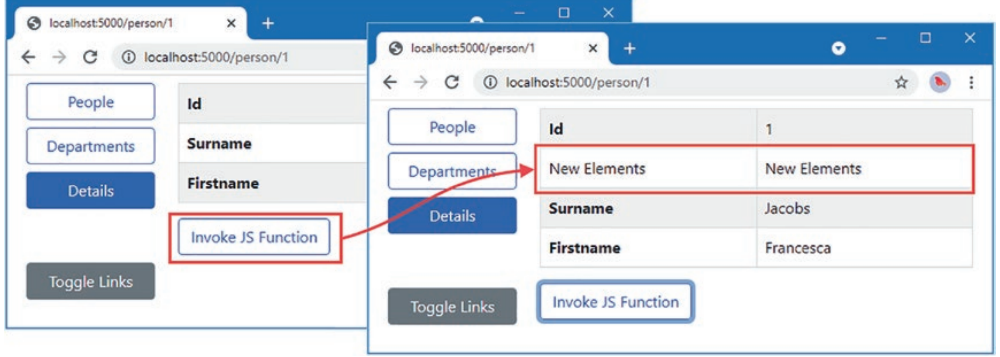 localhost:5000/person/1
localhost:5000/person/1
People
Departments
Details
Toggle Links
Id
Surname
Firstname
Invoke JS Function
localhost:5000/person/1
localhost:5000/person/1
People
Departments
Details
Toggle Links
Id 1
New Elements New Elements
Surname Jacobs
Firstname Francesca
Invoke JS Function